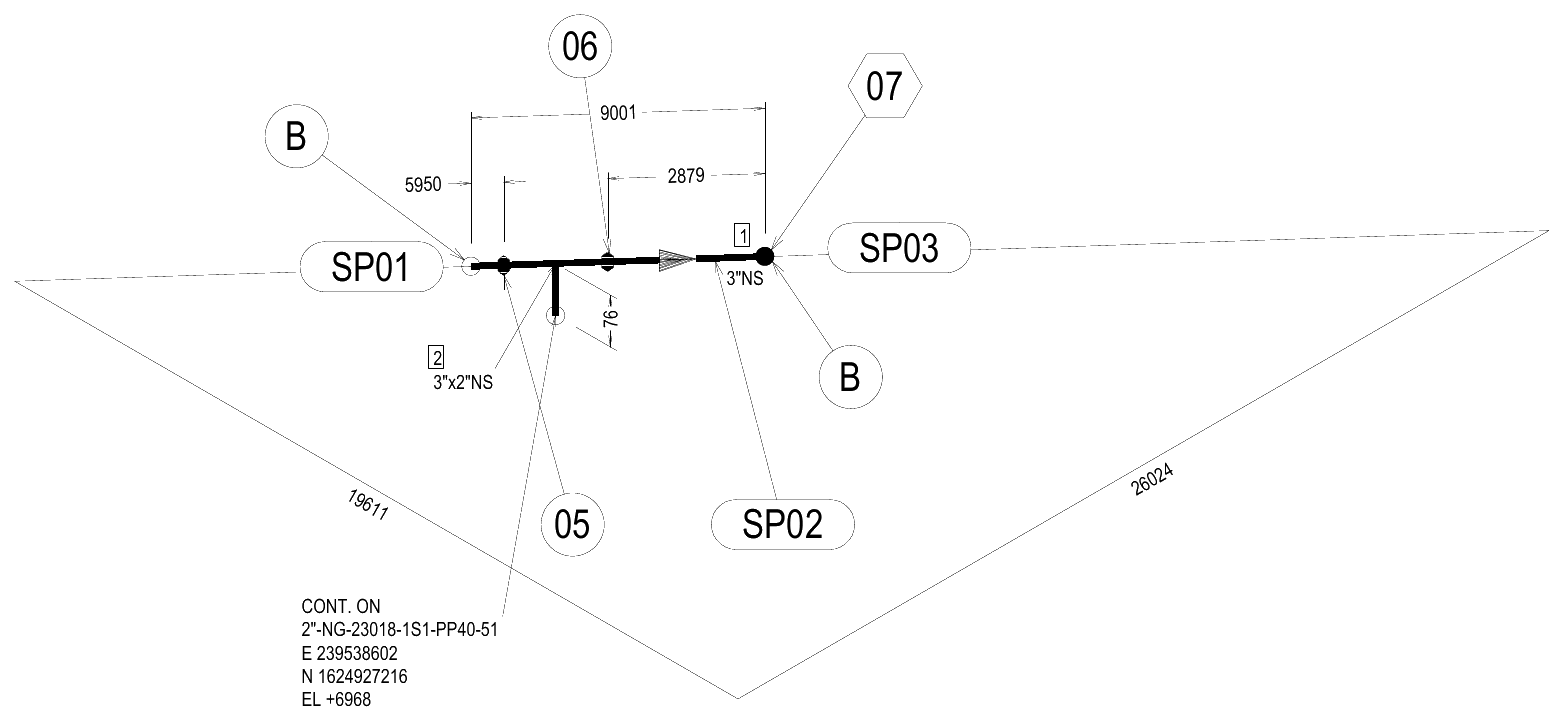 06
07
9001
B
2879
5950
1
SP01
SP03
3"NS
76
2
3"x2"NS
B
19611
26024
05
SP02
CONT. ON
2"-NG-23018-1S1-PP40-51
E 239538602
N 1624927216
EL +6968